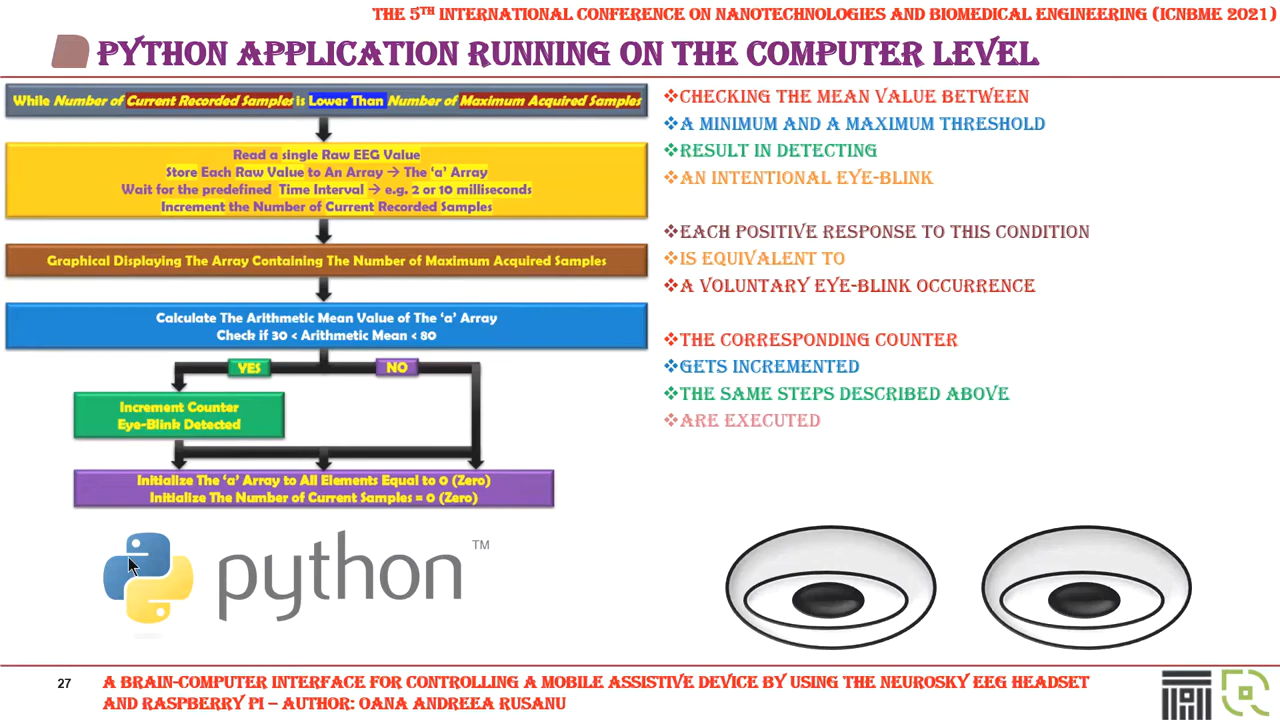 THE 5TH INTERNATIONAL CONFERENCE ON NANOTECHNOLOGIES AND BIOMEDICAL ENGINEERING (ICNBME 2021)
PYTHON APPLICATION RUNNING ON THE COMPUTER LEVEL
While Number of Current Recorded Samples is Lower Than Number of Maximum Acquired Samples
Read a single Raw EEG Value
Store Each Raw Value to An Array → The ‘a’ Array
Wait for the predefined Time Interval → e.g. 2 or 10 milliseconds
Increment the Number of Current Recorded Samples
Graphical Displaying The Array Containing The Number of Maximum Acquired Samples
Calculate The Arithmetic Mean Value of The ‘a’ Array
Check if 30 < Arithmetic Mean < 80
YES
NO
Increment Counter
Eye-Blink Detected
Initialize The ‘a’ Array to All Elements Equal to 0 (Zero)
Initialize The Number of Current Samples = 0 (Zero)
python TM
❖CHECKING THE MEAN VALUE BETWEEN
❖A MINIMUM AND A MAXIMUM THRESHOLD
❖RESULT IN DETECTING
❖AN INTENTIONAL EYE-BLINK
❖EACH POSITIVE RESPONSE TO THIS CONDITION
❖IS EQUIVALENT TO
❖A VOLUNTARY EYE-BLINK OCCURRENCE
❖THE CORRESPONDING COUNTER
❖GETS INCREMENTED
❖THE SAME STEPS DESCRIBED ABOVE
❖ARE EXECUTED
27
A BRAIN-COMPUTER INTERFACE FOR CONTROLLING A MOBILE ASSISTIVE DEVICE BY USING THE NEUROSKY EEG HEADSET
AND RASPBERRY PI – AUTHOR: OANA ANDREEA RUSANU